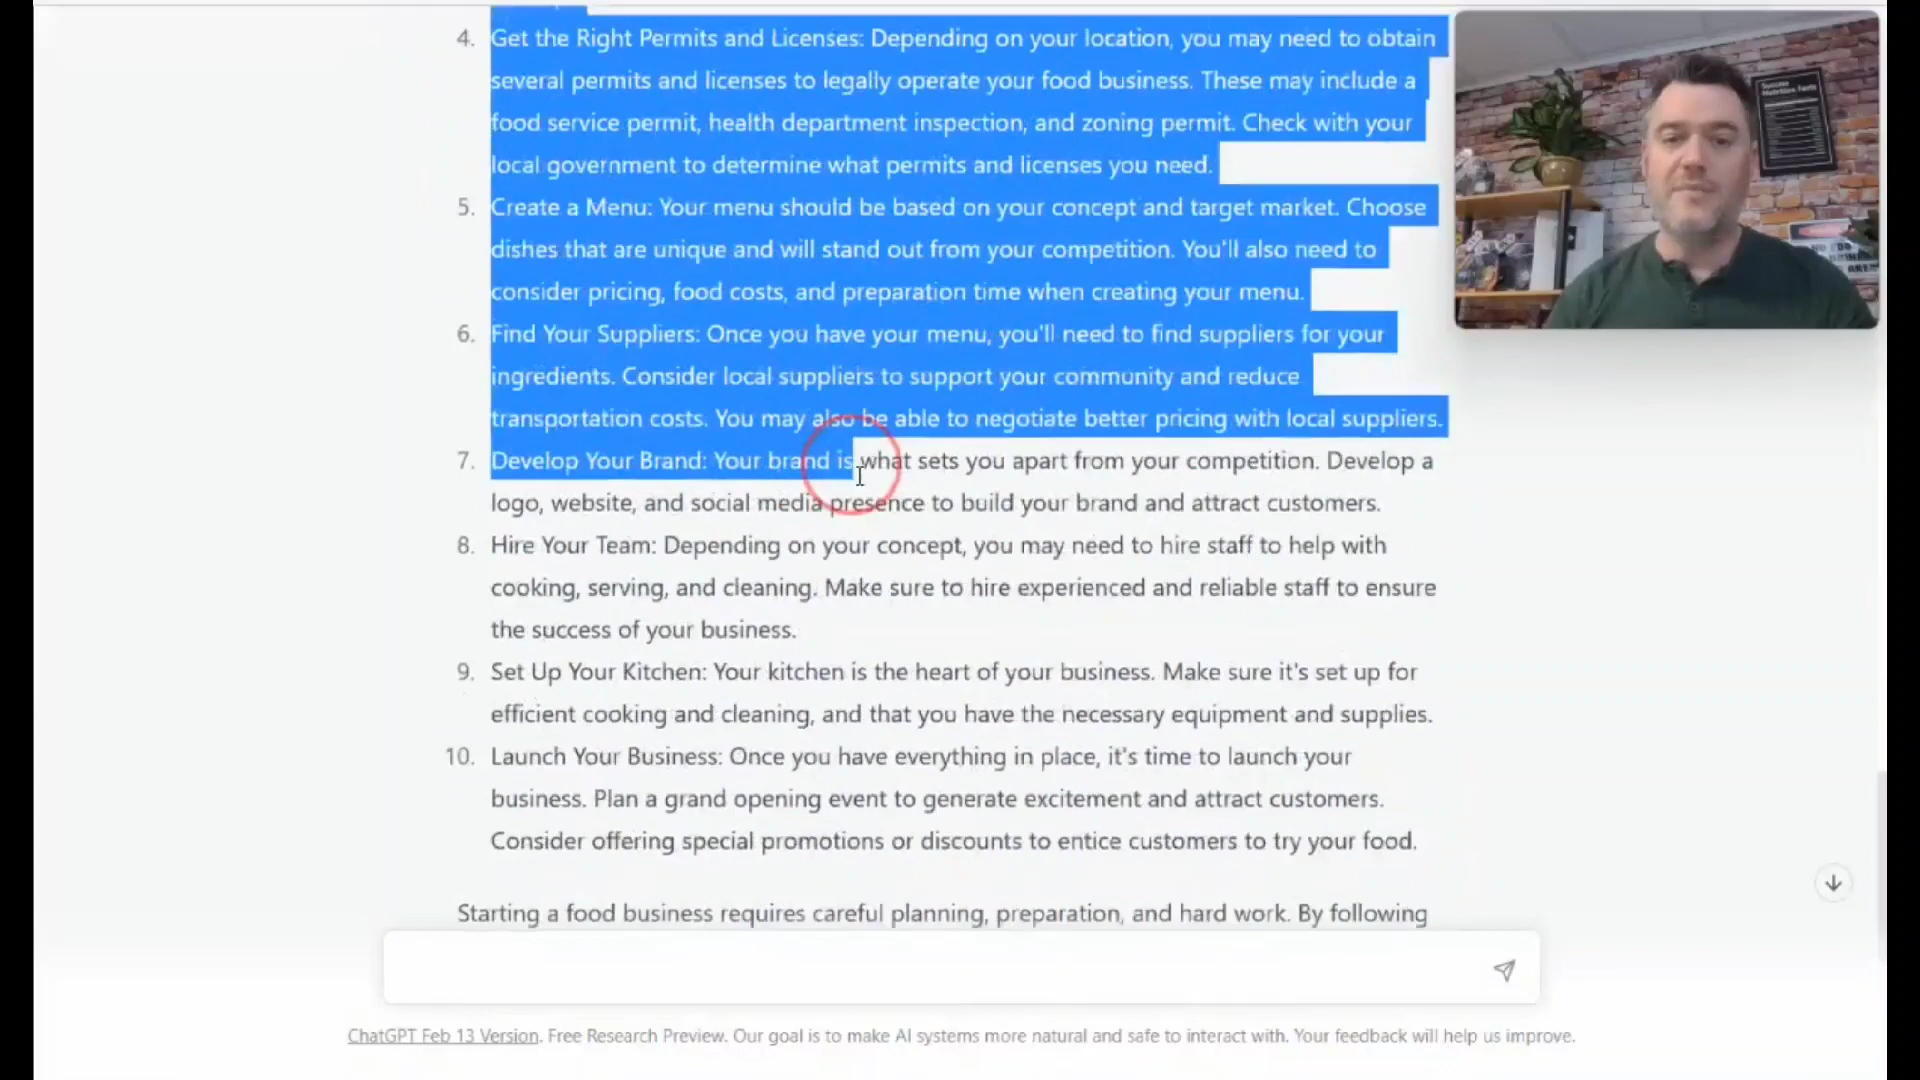 4. Get the Right Permits and Licenses: Depending on your location, you may need to obtain
several permits and licenses to legally operate your food business. These may include a
food service permit, health department inspection, and zoning permit. Check with your
local government to determine what permits and licenses you need.
5. Create a Menu: Your menu should be based on your concept and target market. Choose
dishes that are unique and will stand out from your competition. You'll also need to
consider pricing, food costs, and preparation time when creating your menu.
6. Find Your Suppliers: Once you have your menu, you'll need to find suppliers for your
ingredients. Consider local suppliers to support your community and reduce
transportation costs. You may also be able to negotiate better pricing with local suppliers.
7. Develop Your Brand: Your brand is what sets you apart from your competition. Develop a
logo, website, and social media presence to build your brand and attract customers.
8. Hire Your Team: Depending on your concept, you may need to hire staff to help with
cooking, serving, and cleaning. Make sure to hire experienced and reliable staff to ensure
the success of your business.
9. Set Up Your Kitchen: Your kitchen is the heart of your business. Make sure it's set up for
efficient cooking and cleaning, and that you have the necessary equipment and supplies.
10. Launch Your Business: Once you have everything in place, it's time to launch your
business. Plan a grand opening event to generate excitement and attract customers.
Consider offering special promotions or discounts to entice customers to try your food.
Starting a food business requires careful planning, preparation, and hard work. By following
ChatGPT Feb 13 Version. Free Research Preview. Our goal is to make AI systems more natural and safe to interact with. Your feedback will help us improve.
Nutrition Facts